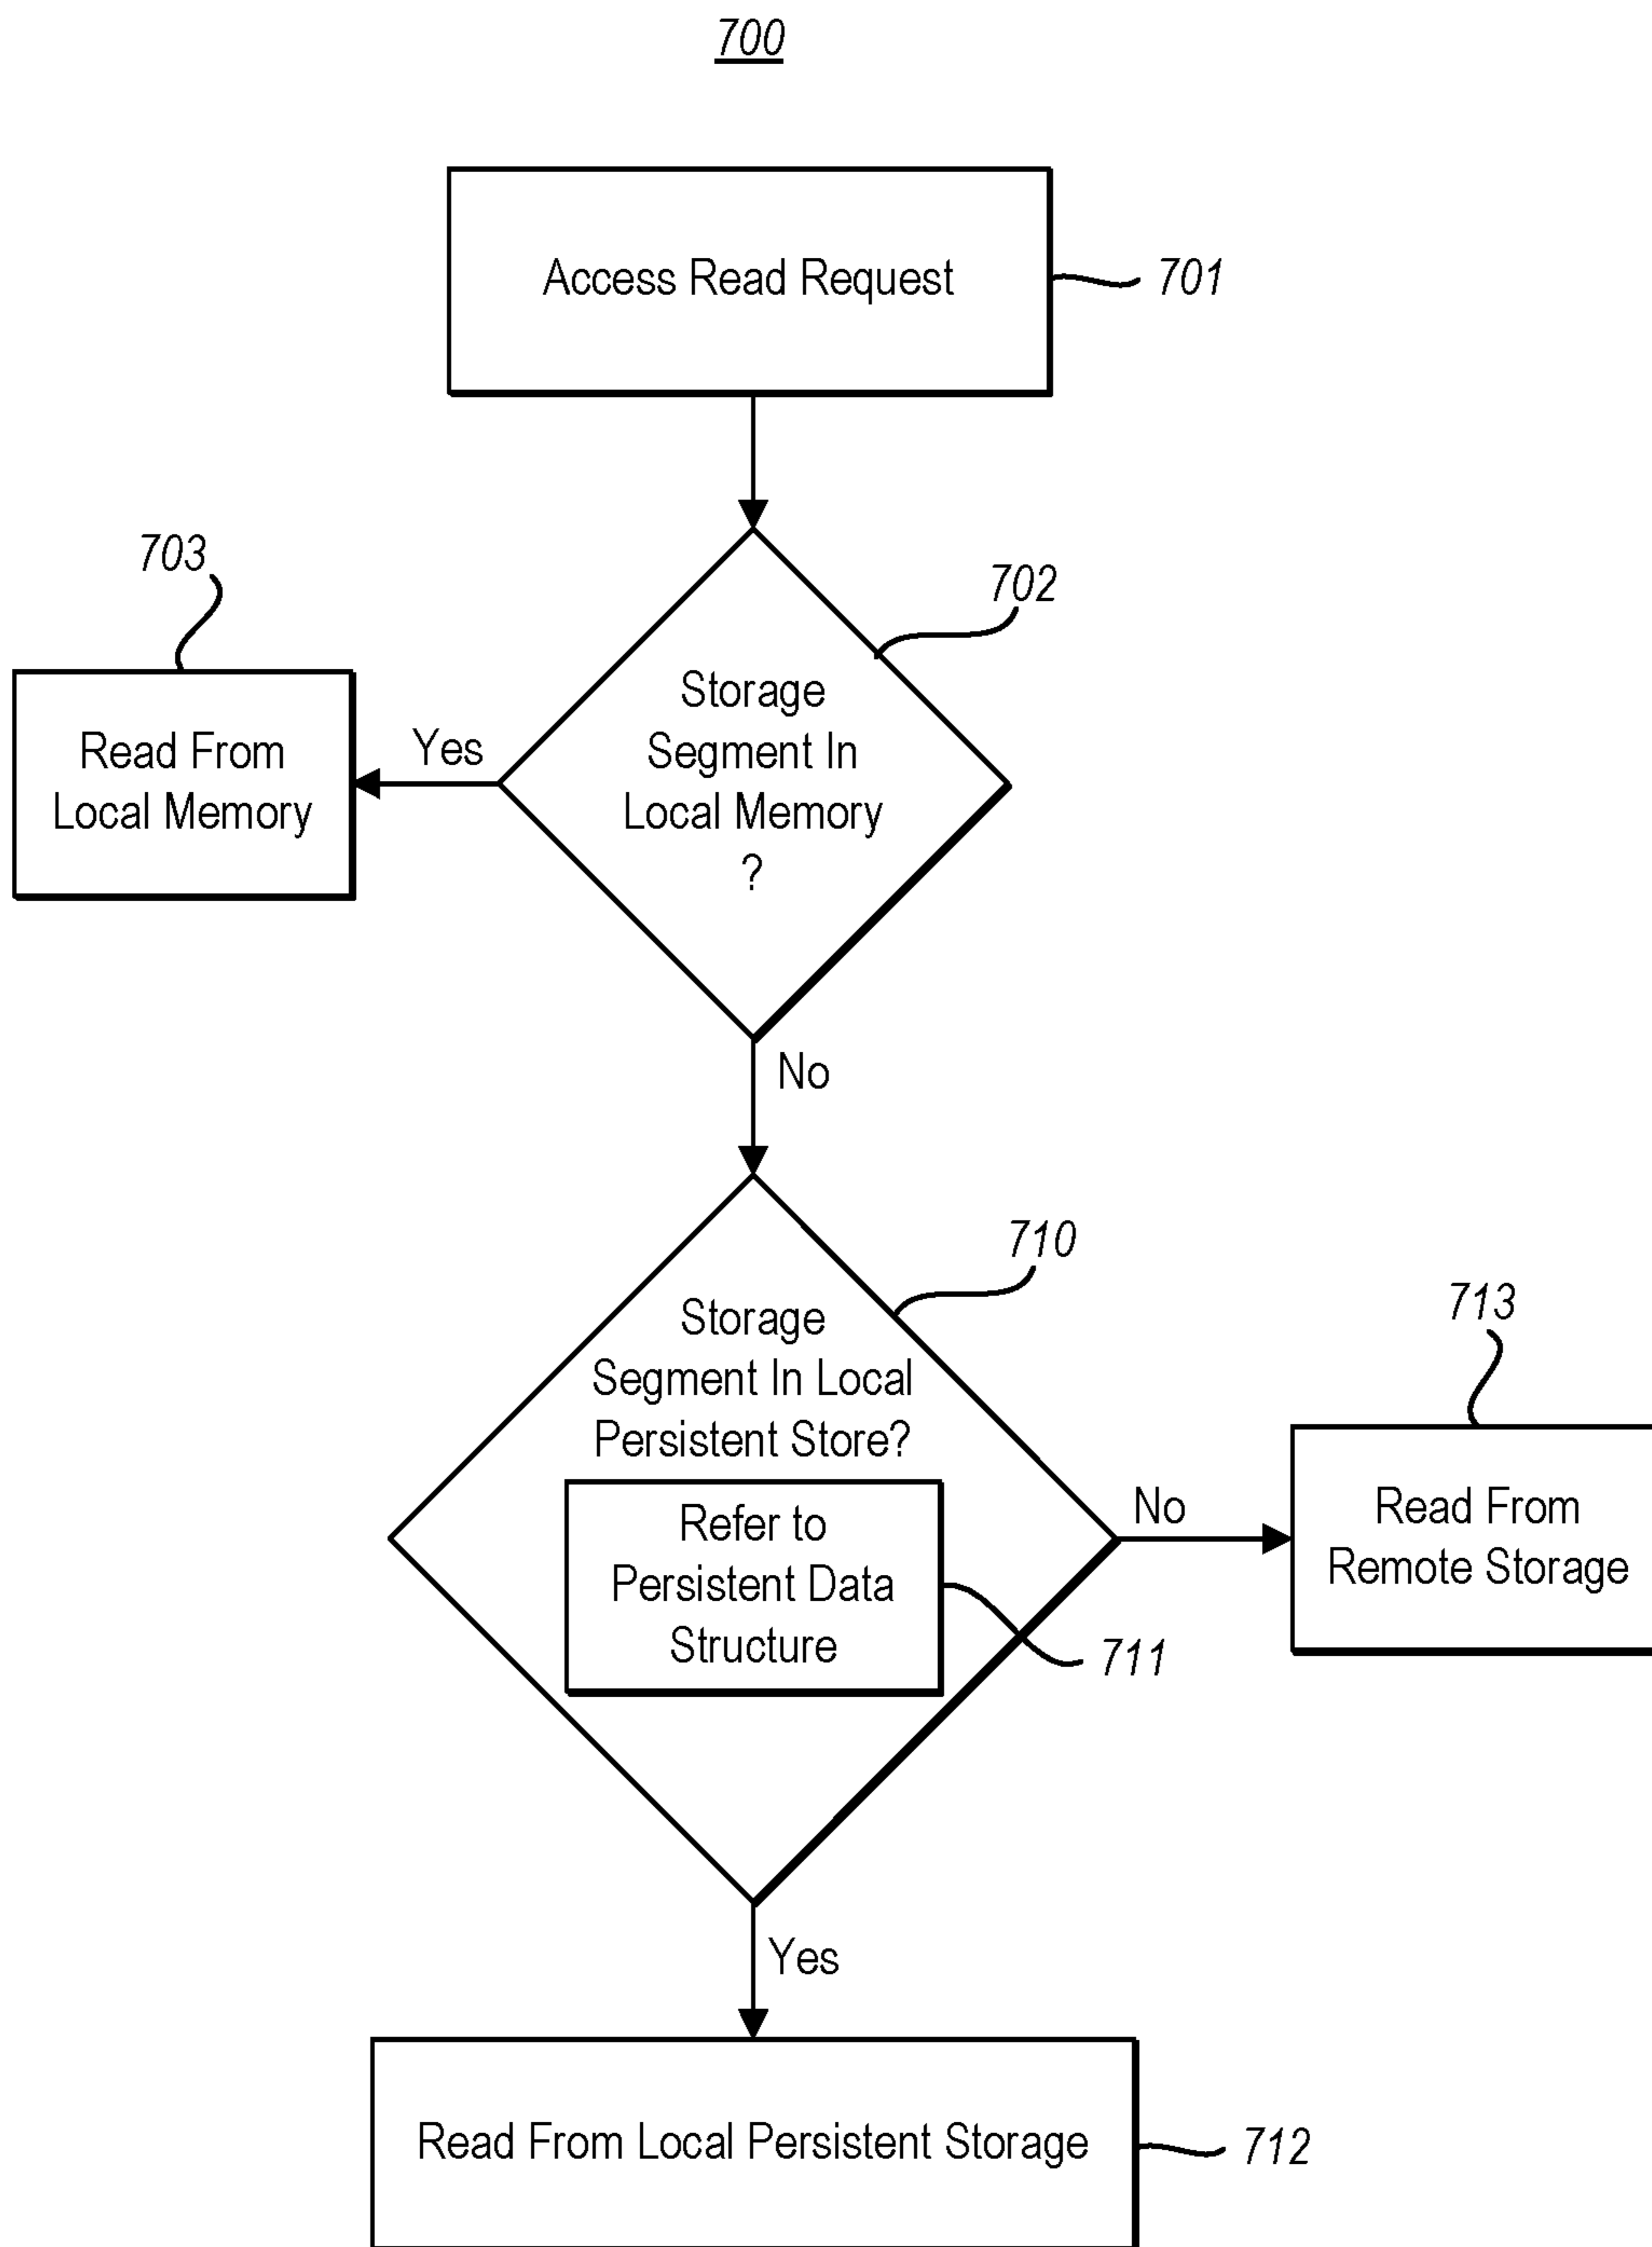 700
Access Read Request
701
703
702
Storage
Segment In
Local Memory
?
Yes
Read From
Local Memory
No
710
Storage
Segment In Local
Persistent Store?
713
Refer to
Persistent Data
Structure
No
Read From
Remote Storage
711
Yes
Read From Local Persistent Storage
712